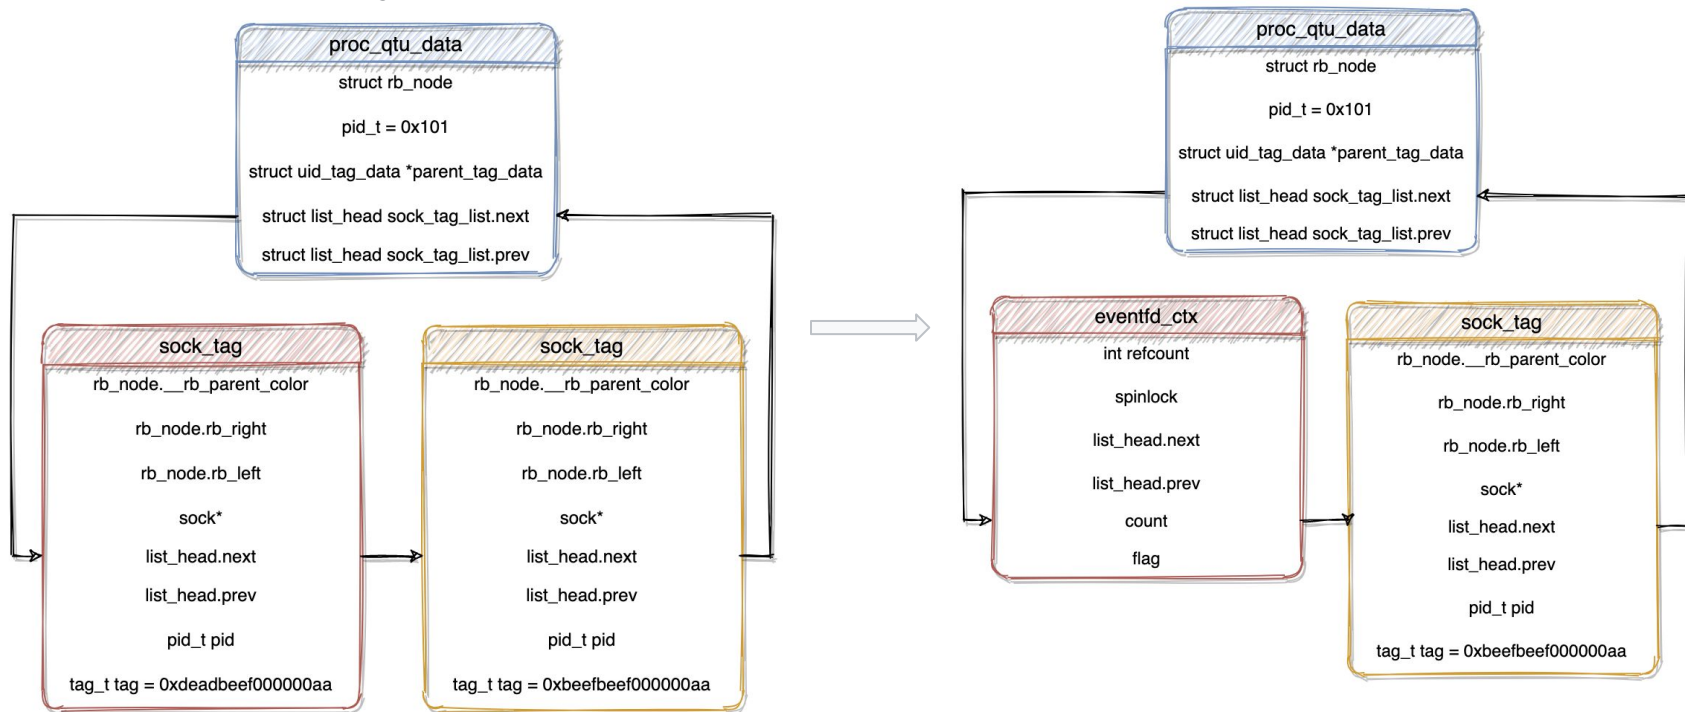 proc_qtu_data
struct rb_node
pid_t = 0x101
struct uid_tag_data *parent_tag_data
struct list_head sock_tag_list.next
struct list_head sock_tag_list.prev
sock_tag
rb_node.__rb_parent_color
rb_node.rb_right
rb_node.rb_left
sock*
list_head.next
list_head.prev
pid_t pid
tag_t tag = 0xdeadbeef000000aa
sock_tag
rb_node.__rb_parent_color
rb_node.rb_right
rb_node.rb_left
sock*
list_head.next
list_head.prev
pid_t pid
tag_t tag = 0xbeefbeef000000aa
proc_qtu_data
struct rb_node
pid_t = 0x101
struct uid_tag_data *parent_tag_data
struct list_head sock_tag_list.next
struct list_head sock_tag_list.prev
eventfd_ctx
int refcount
spinlock
list_head.next
list_head.prev
count
flag
sock_tag
rb_node.__rb_parent_color
rb_node.rb_right
rb_node.rb_left
sock*
list_head.next
list_head.prev
pid_t pid
tag_t tag = 0xbeefbeef000000aa